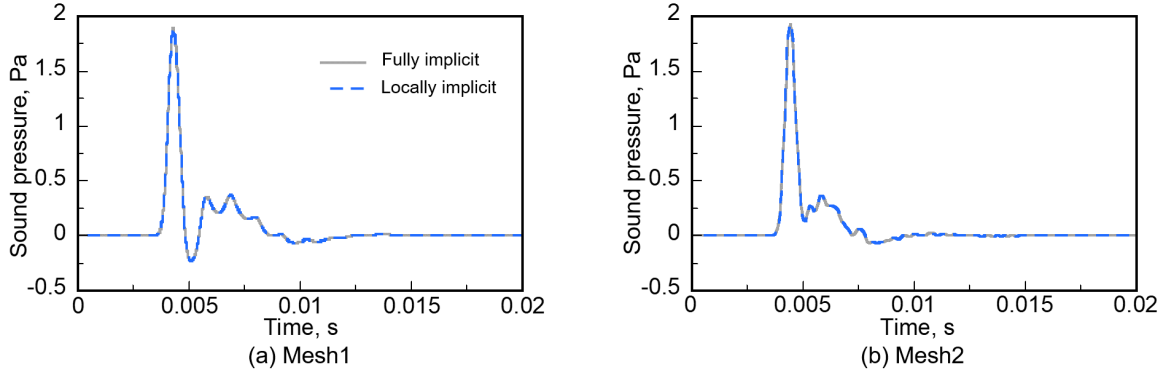 Sound pressure, Pa
2
1.5
1
0.5
0
-0.5
Fully implicit
Locally implicit
0
0.005
0.01
0.015
0.02
Time, s
(a) Mesh1
Sound pressure, Pa
2
1.5
1
0.5
0
-0.5
0
0.005
0.01
0.015
0.02
Time, s
(b) Mesh2